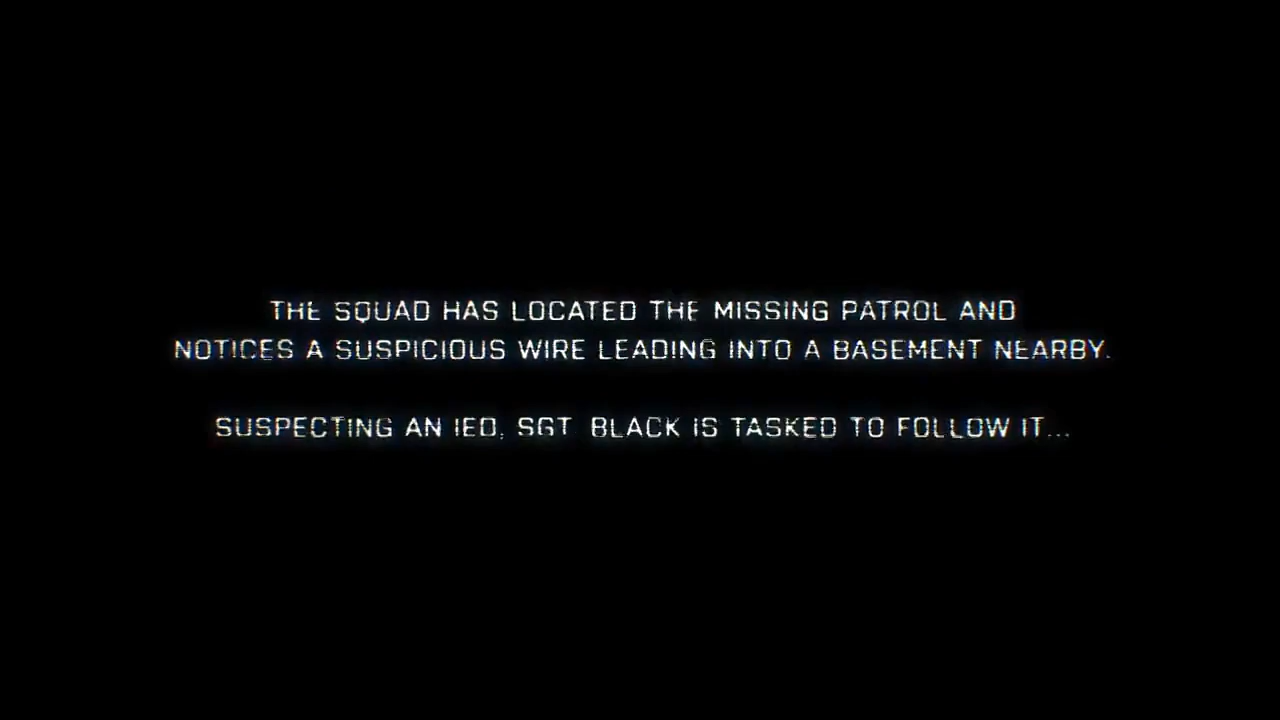 THE SQUAD HAS LOCATED THE MISSING PATROL AND
NOTICES A SUSPICIOUS WIRE LEADING INTO A BASEMENT NEARBY.
SUSPECTING AN IED, SGT. BLACK IS TASKED TO FOLLOW IT...